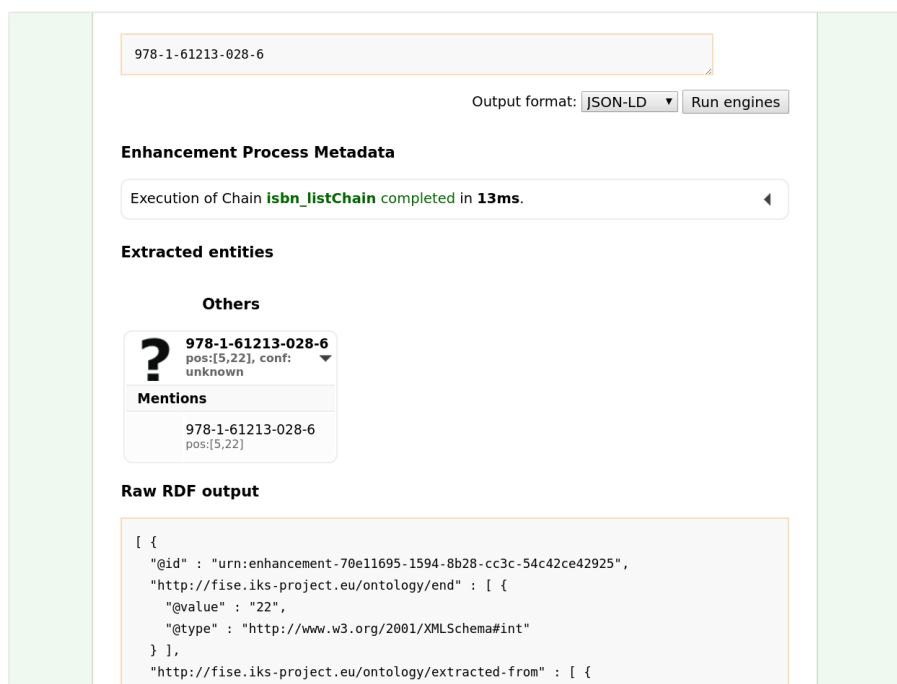 978-1-61213-028-6
Output format: JSON-LD Run engines
Enhancement Process Metadata
Execution of Chain isbn_listChain completed in 13ms.
Extracted entities
Others
978-1-61213-028-6
pos:[5,22], conf:
unknown
Mentions
978-1-61213-028-6
pos:[5,22]
Raw RDF output
[ {
"@id" : "urn:enhancement-70e11695-1594-8b28-cc3c-54c42ce42925",
"http://fise.iks-project.eu/ontology/end" : [ {
"@value" : "22",
"@type" : "http://www.w3.org/2001/XMLSchema#int"
} ],
"http://fise.iks-project.eu/ontology/extracted-from" : [ {